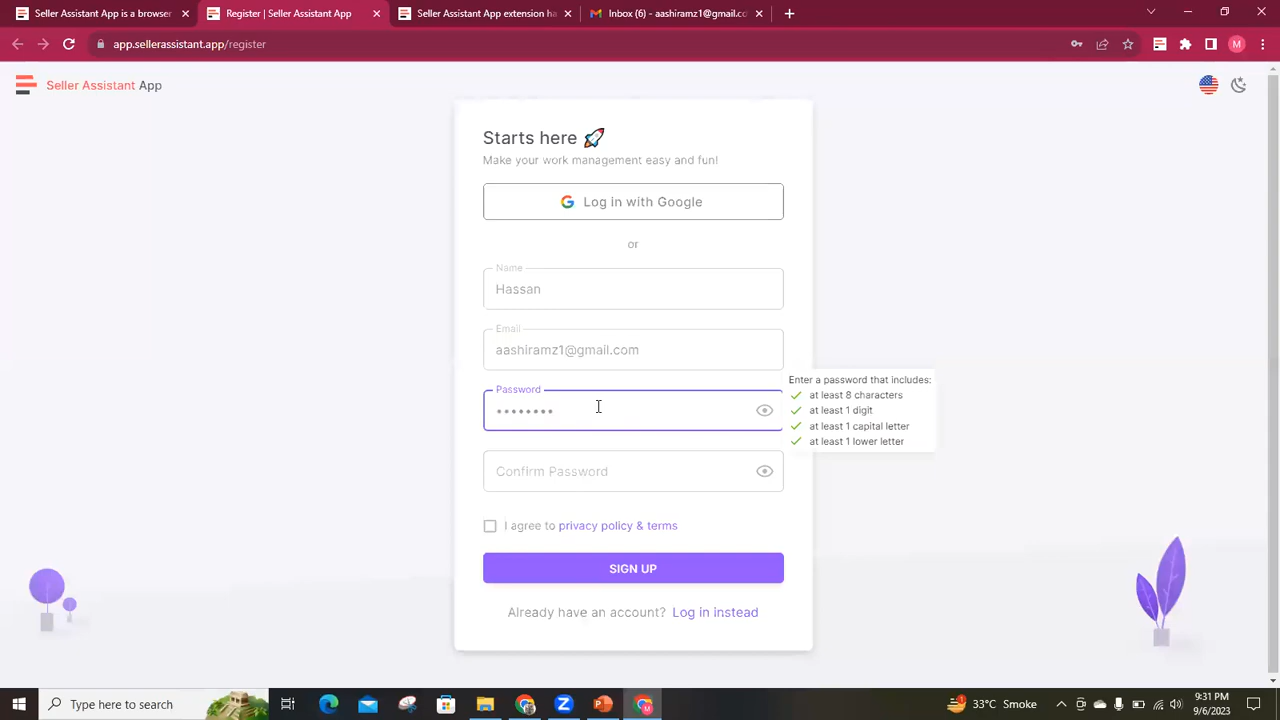 Seller Assistant App is a browser
Register | Seller Assistant App
Seller Assistant App extension ha
Inbox (6) - aashiramz1@gmail.co
app.sellerassistant.app/register
M
Seller Assistant App
Starts here 🚀
Make your work management easy and fun!
Log in with Google
or
Name
Hassan
Email
aashiramz1@gmail.com
Password
••••••••
Enter a password that includes:
at least 8 characters
at least 1 digit
at least 1 capital letter
at least 1 lower letter
Confirm Password
I agree to privacy policy & terms
SIGN UP
Already have an account? Log in instead
Type here to search
33°C Smoke
9:31 PM
9/6/2023